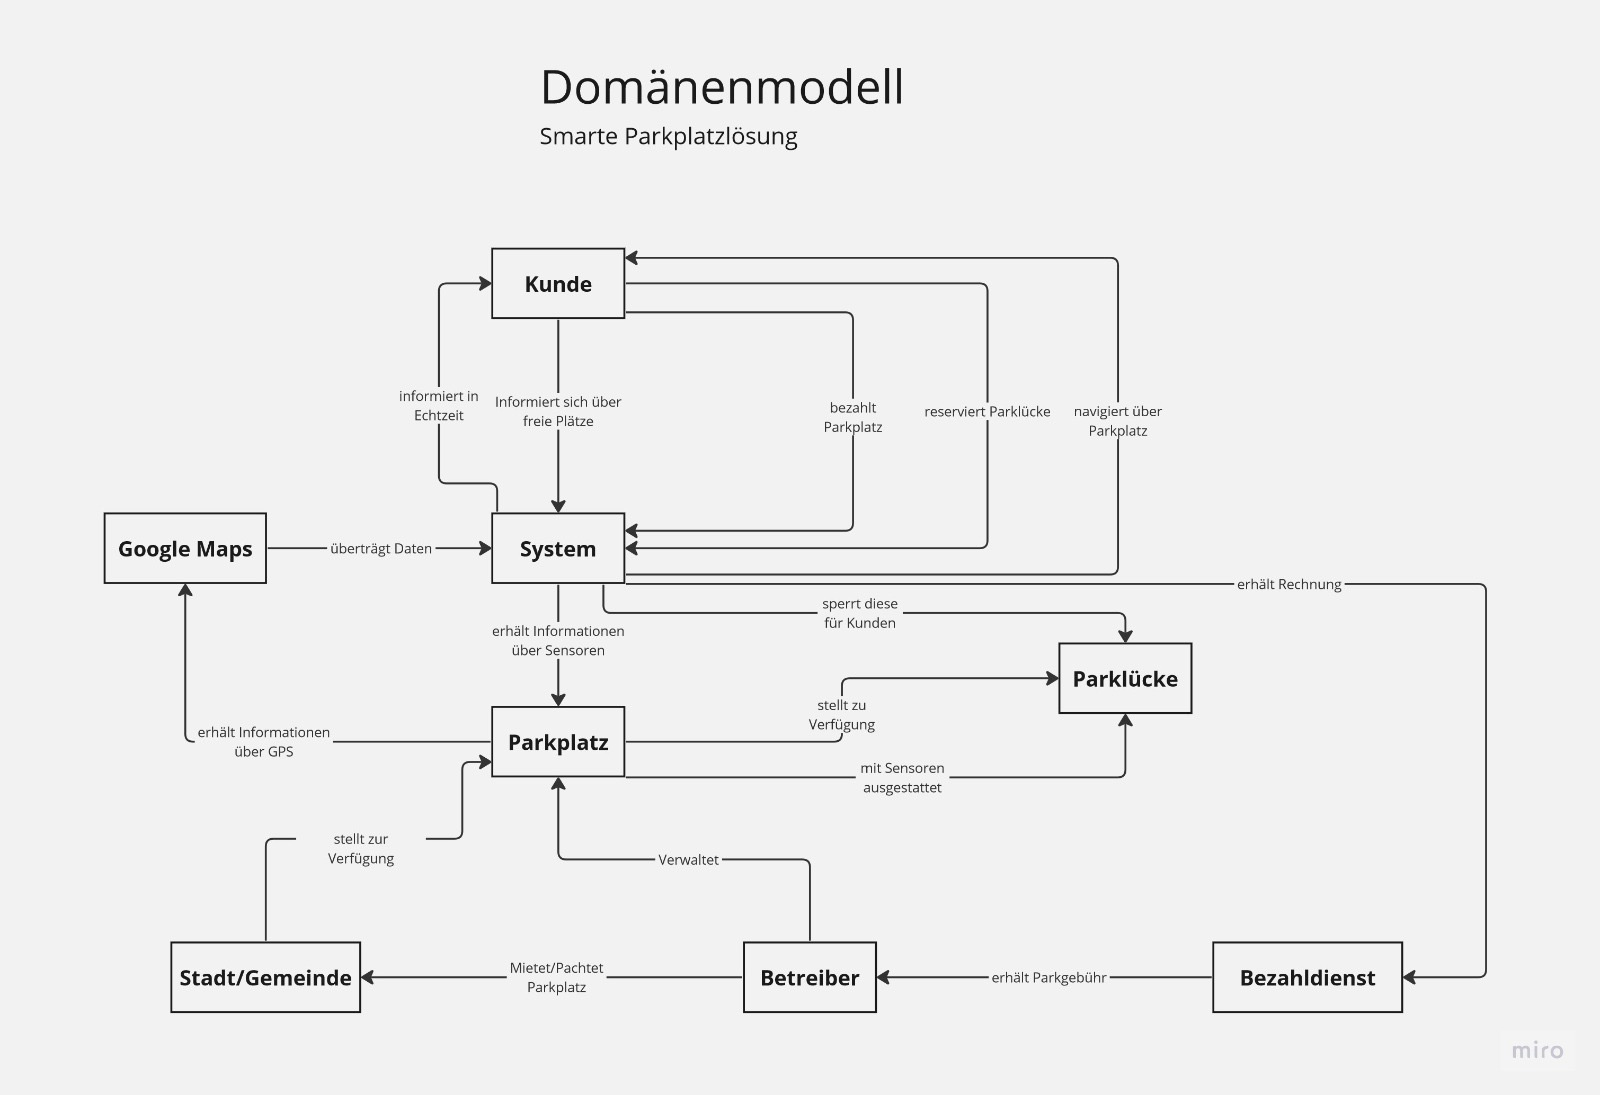 Domänenmodell
Smarte Parkplatzlösung
Kunde
informiert in
Echtzeit
Informiert sich über
freie Plätze
bezahlt
Parkplatz
reserviert Parklücke
navigiert über
Parkplatz
Google Maps
überträgt Daten
System
erhält Rechnung
sperrt diese
für Kunden
erhält Informationen
über Sensoren
Parklücke
stellt zu
Verfügung
erhält Informationen
über GPS
Parkplatz
mit Sensoren
ausgestattet
stellt zur
Verfügung
Verwaltet
Stadt/Gemeinde
Mietet/Pachtet
Parkplatz
Betreiber
erhält Parkgebühr
Bezahldienst
miro